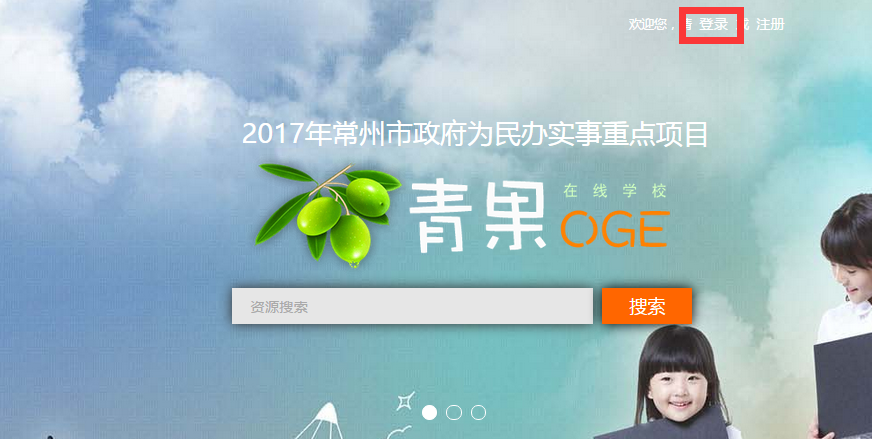 欢迎您，请 登录 或 注册
2017年常州市政府为民办实事重点项目
青果
在线学校
OGE
资源搜索
搜索